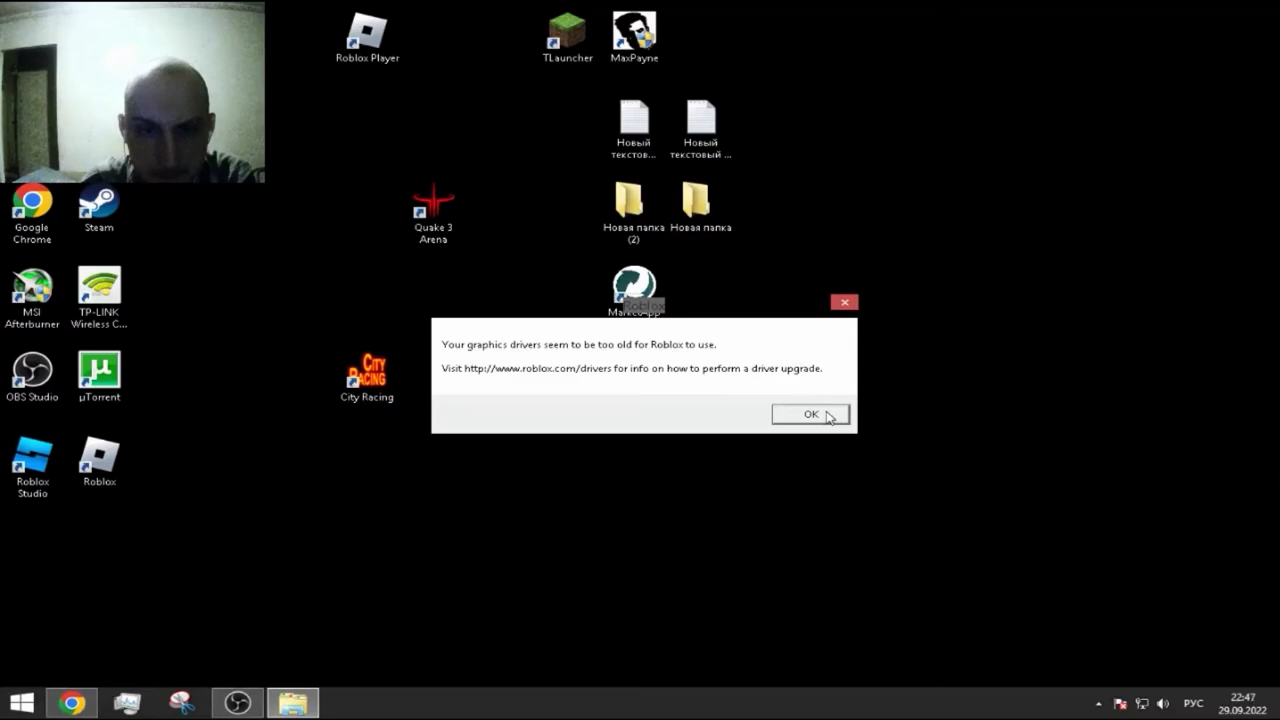 Roblox Player
TLauncher
MaxPayne
Новый
текстов...
Новый
текстовый ...
Google
Chrome
Steam
Quake 3
Arena
Новая папка
(2)
Новая папка
MSI
Afterburner
TP-LINK
Wireless C...
Roblox
Your graphics drivers seem to be too old for Roblox to use.
Visit http://www.roblox.com/drivers for info on how to perform a driver upgrade.
OK
OBS Studio
µTorrent
City Racing
CITY
RACING
Roblox
Studio
Roblox
РУС
22:47
29.09.2022